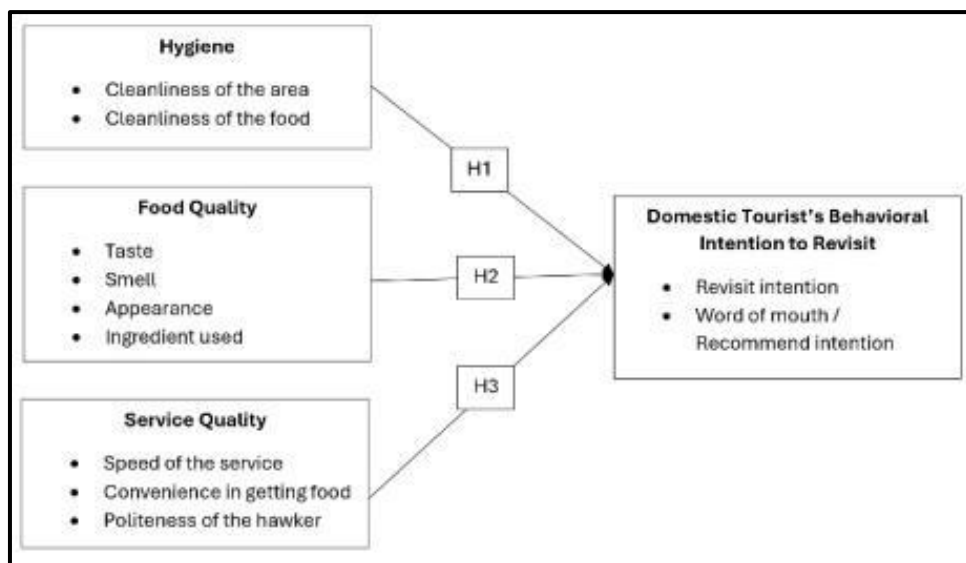 Hygiene
• Cleanliness of the area
• Cleanliness of the food
H1
Food Quality
• Taste
• Smell
• Appearance
• Ingredient used
H2
Service Quality
• Speed of the service
• Convenience in getting food
• Politeness of the hawker
H3
Domestic Tourist's Behavioral
Intention to Revisit
• Revisit intention
• Word of mouth /
Recommend intention